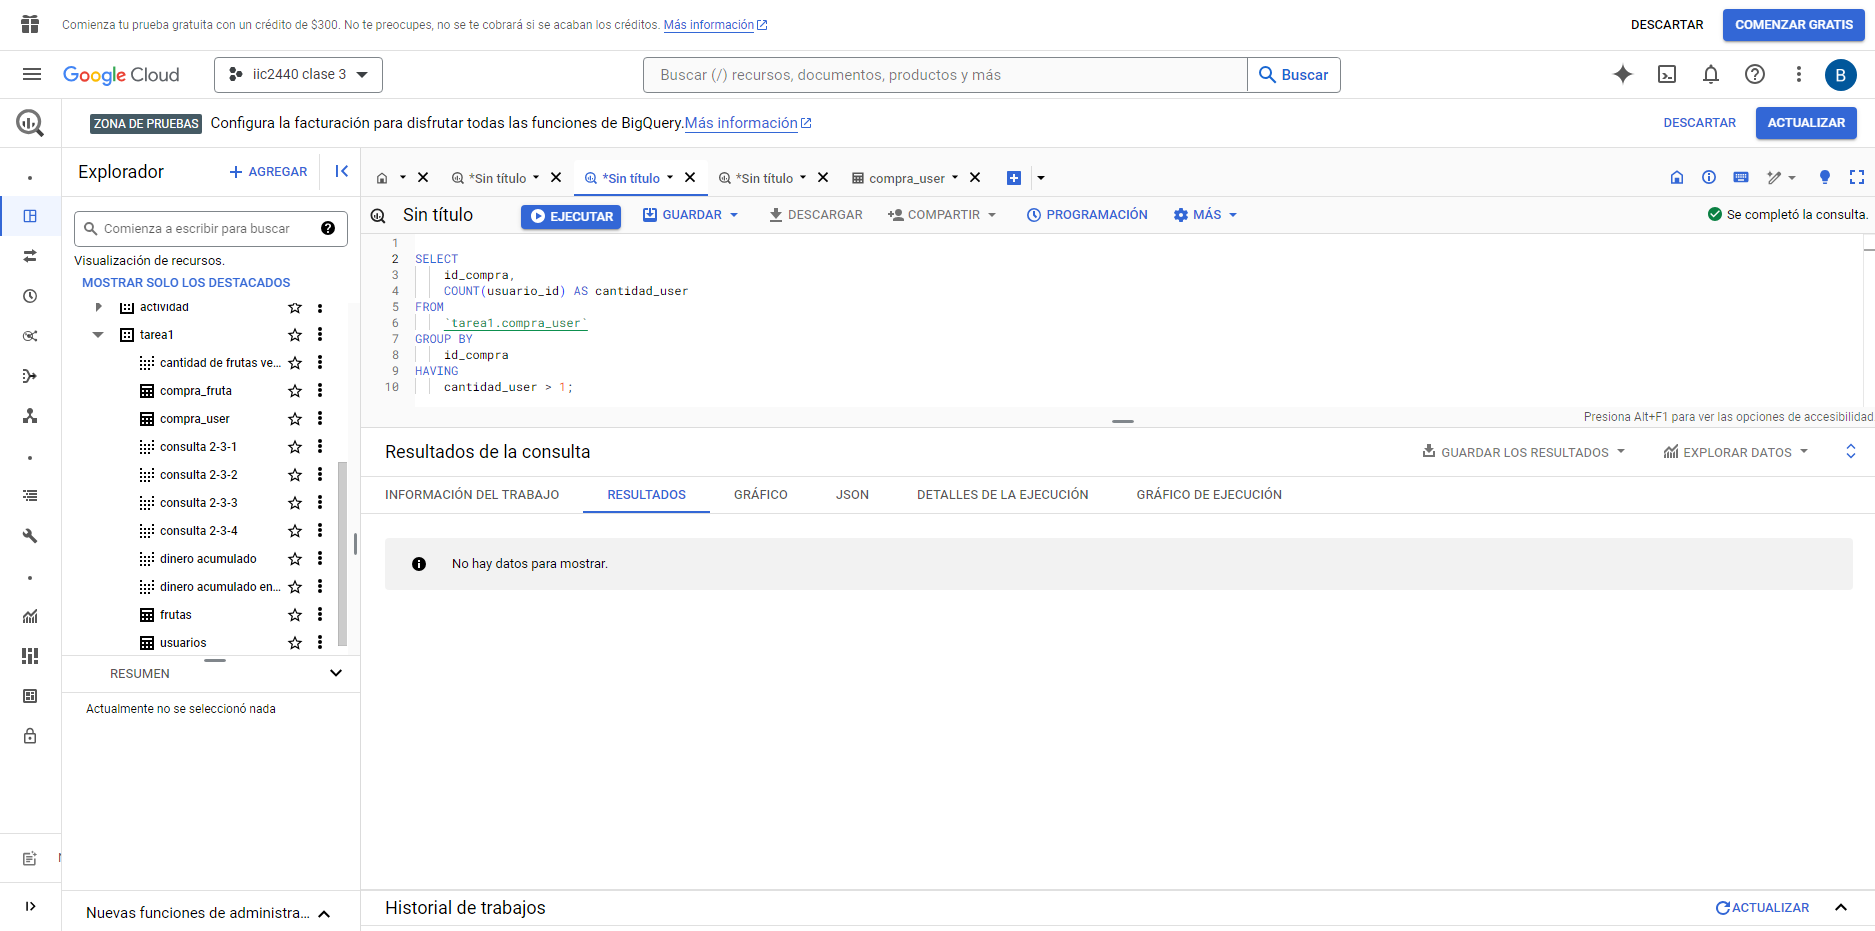 Comienza tu prueba gratuita con un crédito de $300. No te preocupes, no se te cobrará si se acaban los créditos. Más información
DESCARTAR
COMENZAR GRATIS
Google Cloud
iic2440 clase 3
Buscar (/) recursos, documentos, productos y más
Buscar
B
ZONA DE PRUEBAS
Configura la facturación para disfrutar todas las funciones de BigQuery. Más información
DESCARTAR
ACTUALIZAR
Explorador
AGREGAR
*Sin título
*Sin título
*Sin título
compra_user
Sin título
EJECUTAR
GUARDAR
DESCARGAR
COMPARTIR
PROGRAMACIÓN
MÁS
Se completó la consulta.
Comienza a escribir para buscar
Visualización de recursos.
MOSTRAR SOLO LOS DESTACADOS
actividad
tarea1
cantidad de frutas ve...
compra_fruta
compra_user
consulta 2-3-1
consulta 2-3-2
consulta 2-3-3
consulta 2-3-4
dinero acumulado
dinero acumulado en...
frutas
usuarios
RESUMEN
Actualmente no se seleccionó nada
Nuevas funciones de administra...
1
2 SELECT
3 id_compra,
4 COUNT(usuario_id) AS cantidad_user
5 FROM
6 `tarea1.compra_user`
7 GROUP BY
8 id_compra
9 HAVING
10 cantidad_user > 1;
Presiona Alt+F1 para ver las opciones de accesibilidad
Resultados de la consulta
GUARDAR LOS RESULTADOS
EXPLORAR DATOS
INFORMACIÓN DEL TRABAJO
RESULTADOS
GRÁFICO
JSON
DETALLES DE LA EJECUCIÓN
GRÁFICO DE EJECUCIÓN
No hay datos para mostrar.
Historial de trabajos
ACTUALIZAR